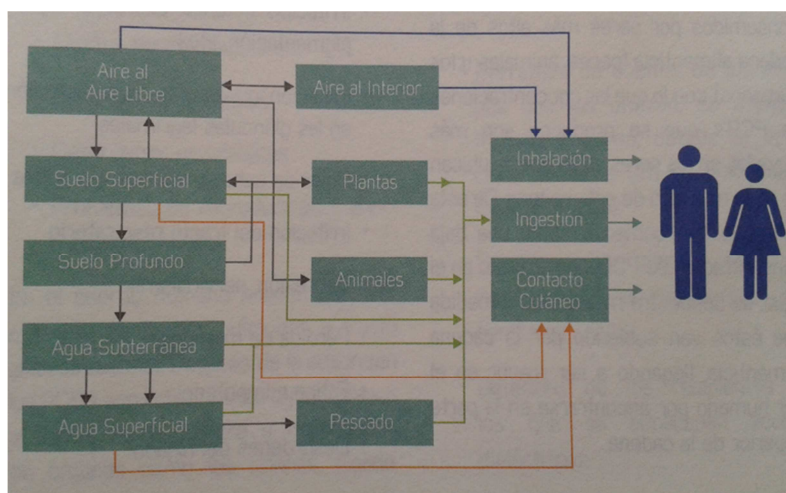 Aire al
Aire Libre
Aire al Interior
Inhalación
Suelo Superficial
Plantas
Ingestión
Suelo Profundo
Animales
Contacto
Cutáneo
Agua Subterránea
Agua Superficial
Pescado